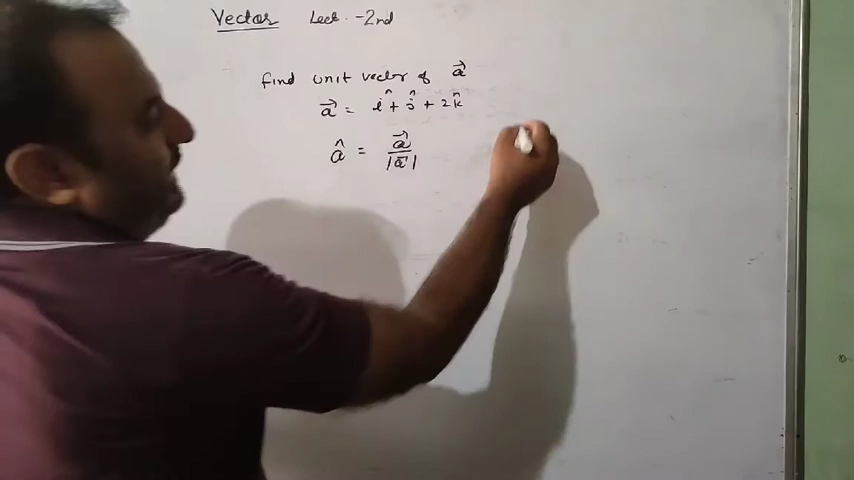 Vector Lect. -2nd
find unit vector of a⃗
a⃗ = î + ĵ + 2k̂
â = a⃗ / |a⃗|